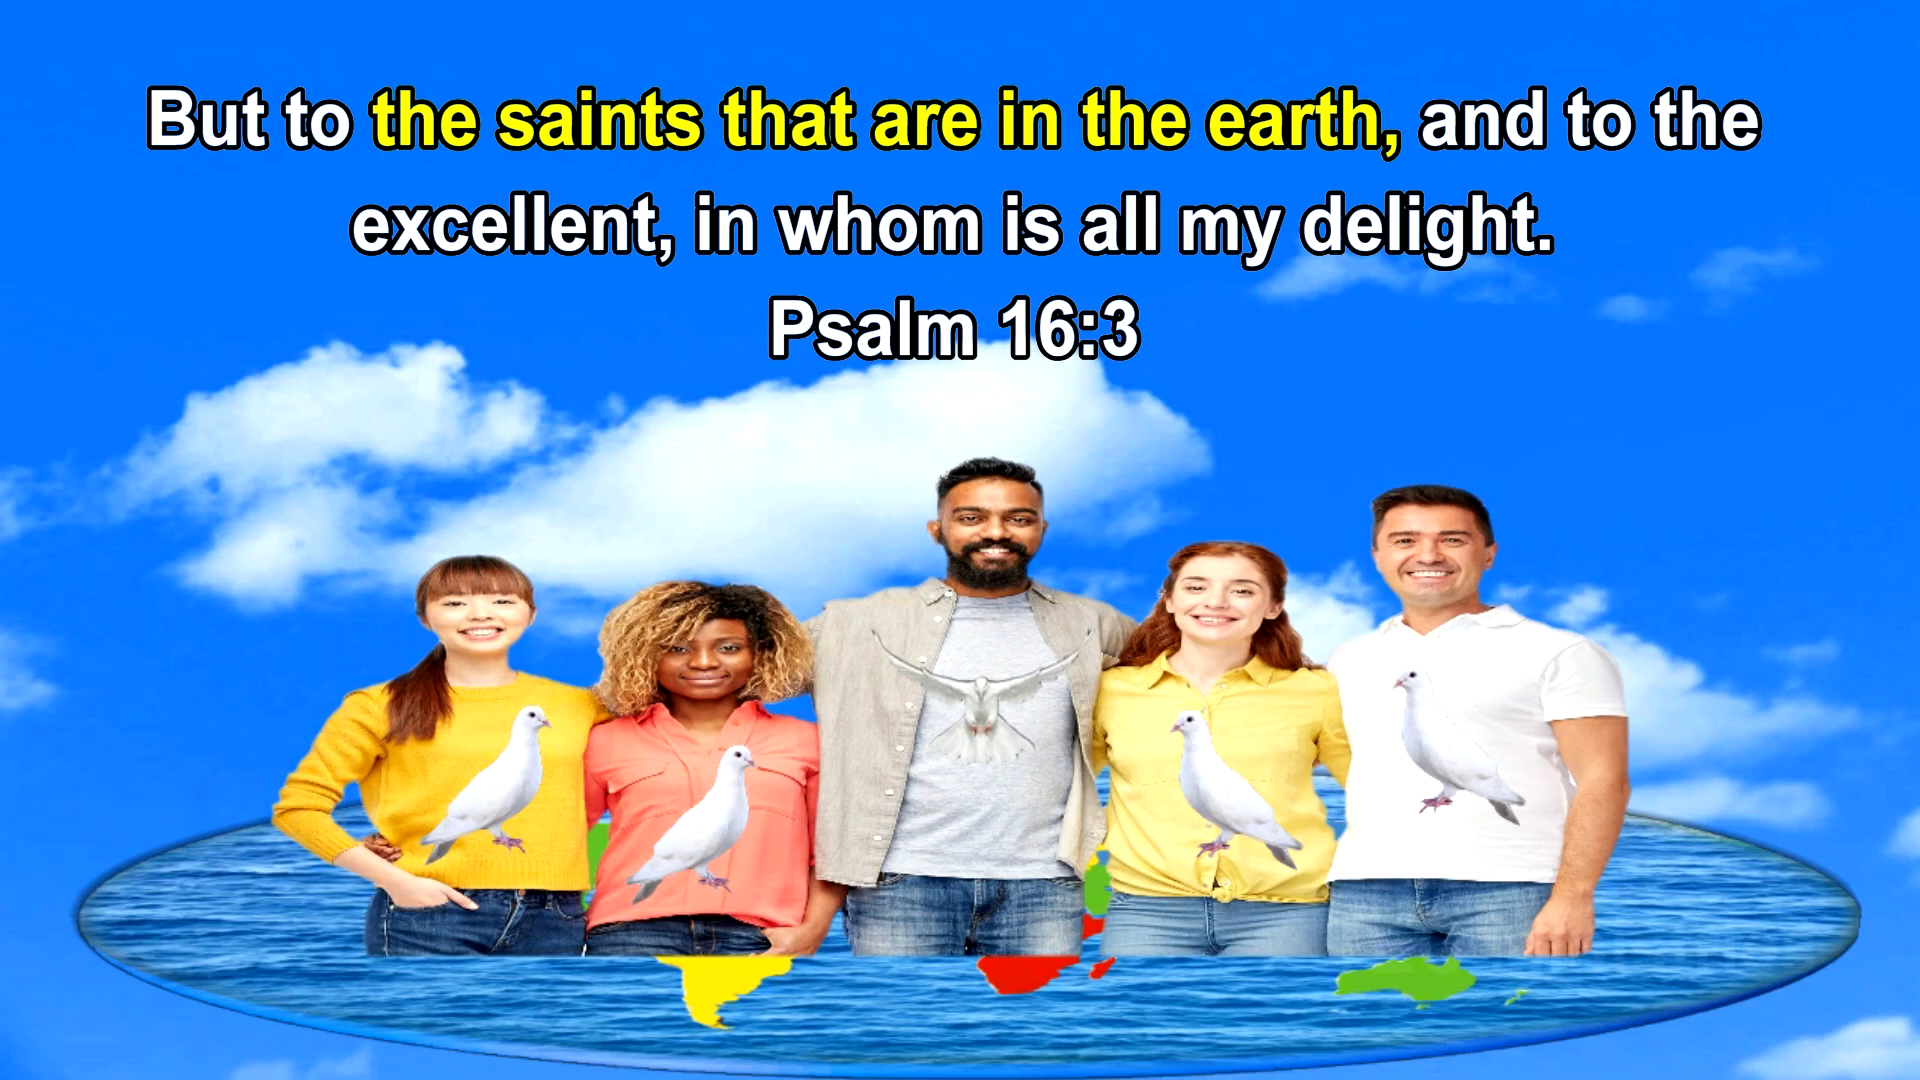 But to the saints that are in the earth, and to the
excellent, in whom is all my delight.
Psalm 16:3